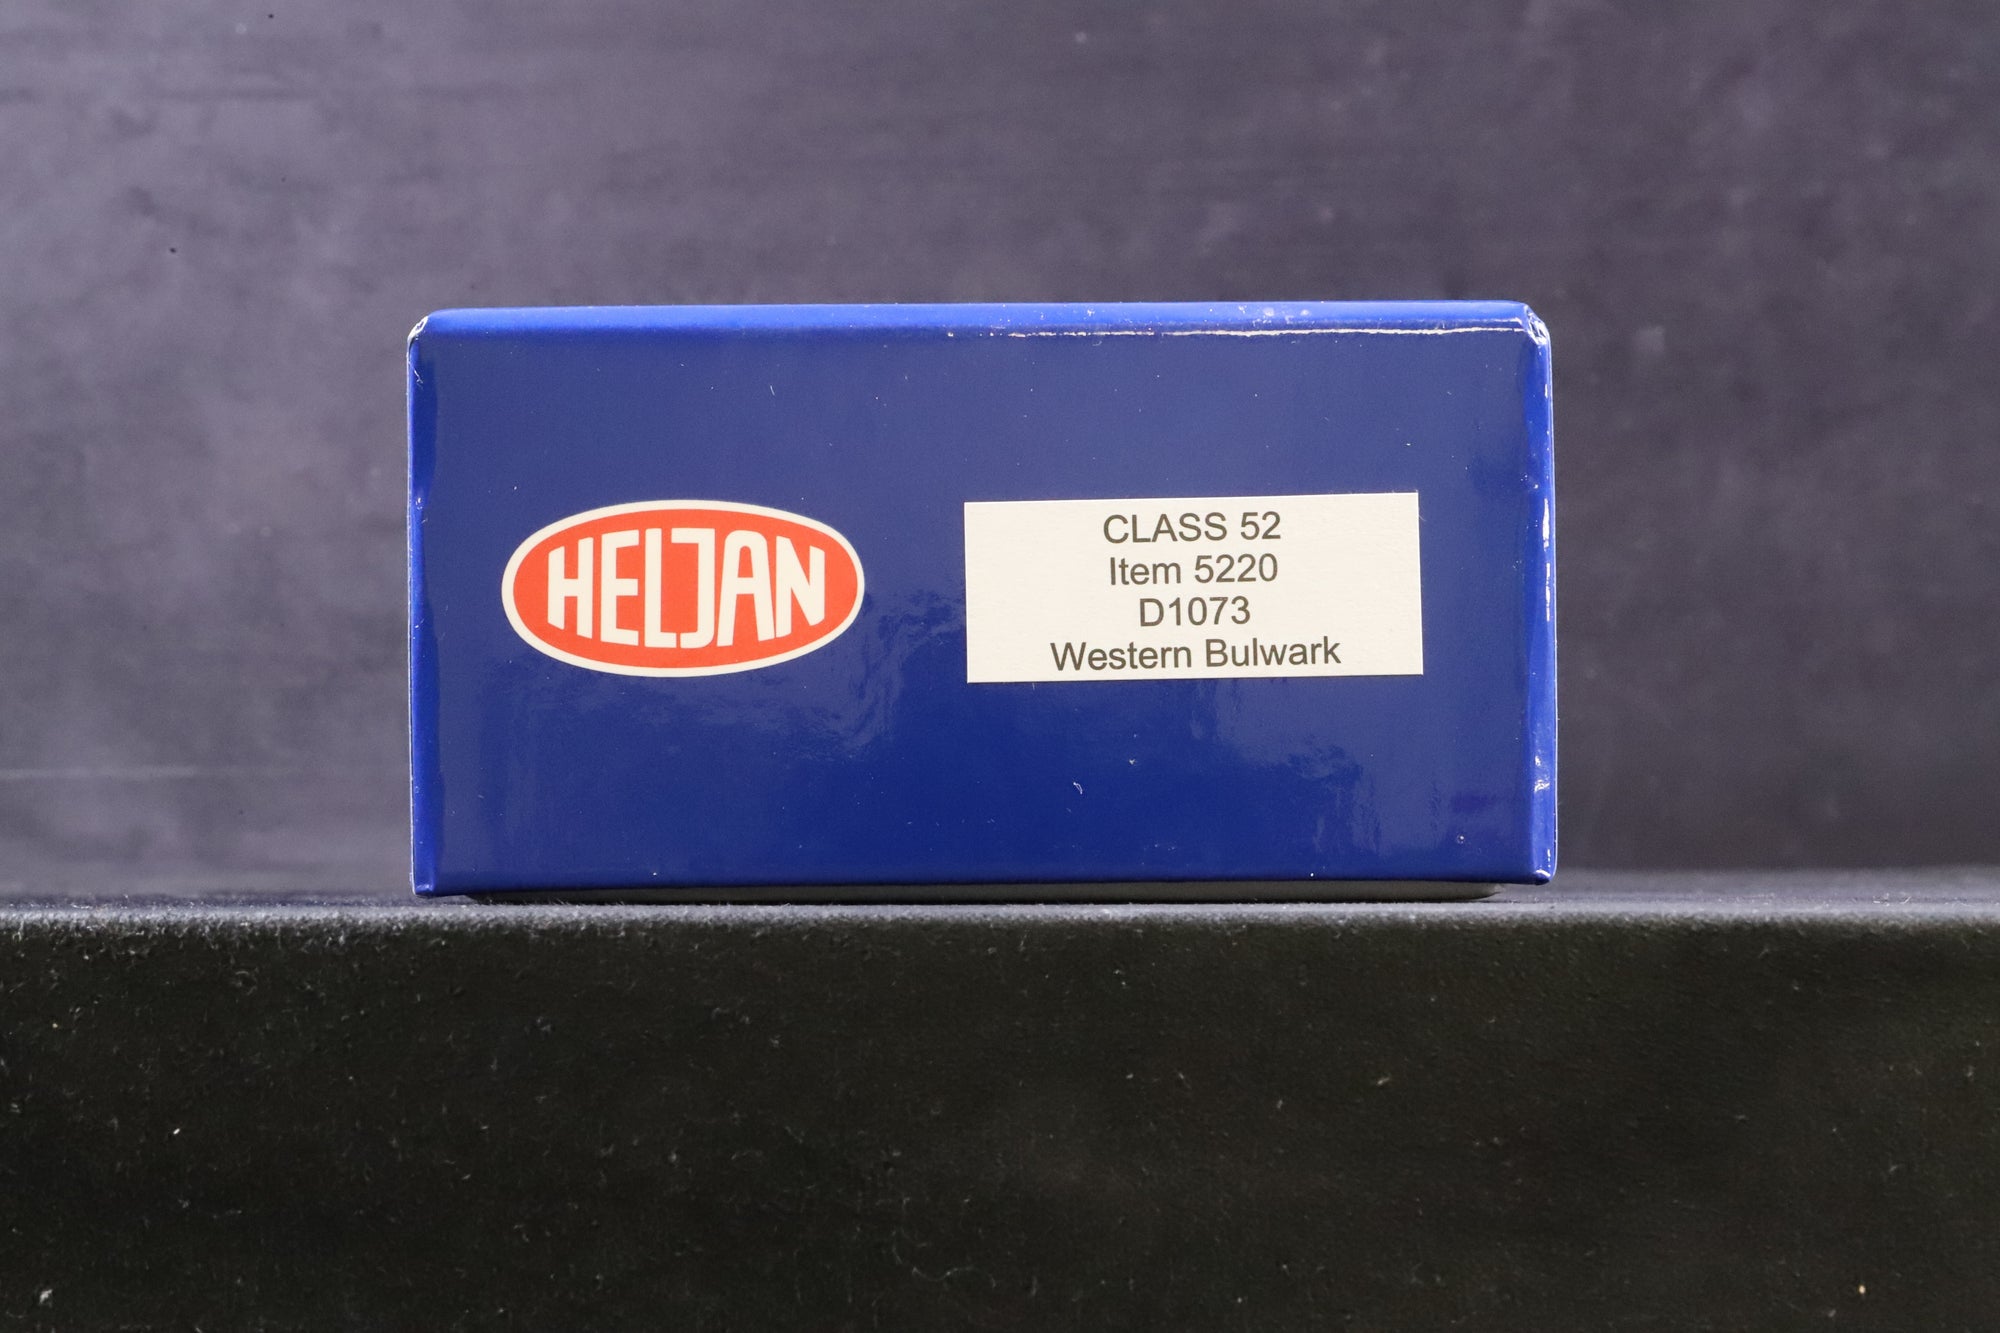 HELJAN
CLASS 52
Item 5220
D1073
Western Bulwark